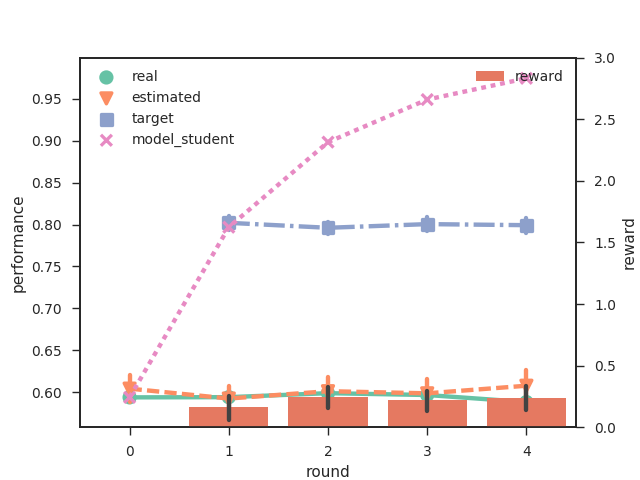 real
estimated
target
model_student
reward
0.95
0.90
0.85
0.80
0.75
0.70
0.65
0.60
performance
3.0
2.5
2.0
1.5
1.0
0.5
0.0
reward
0 1 2 3 4
round